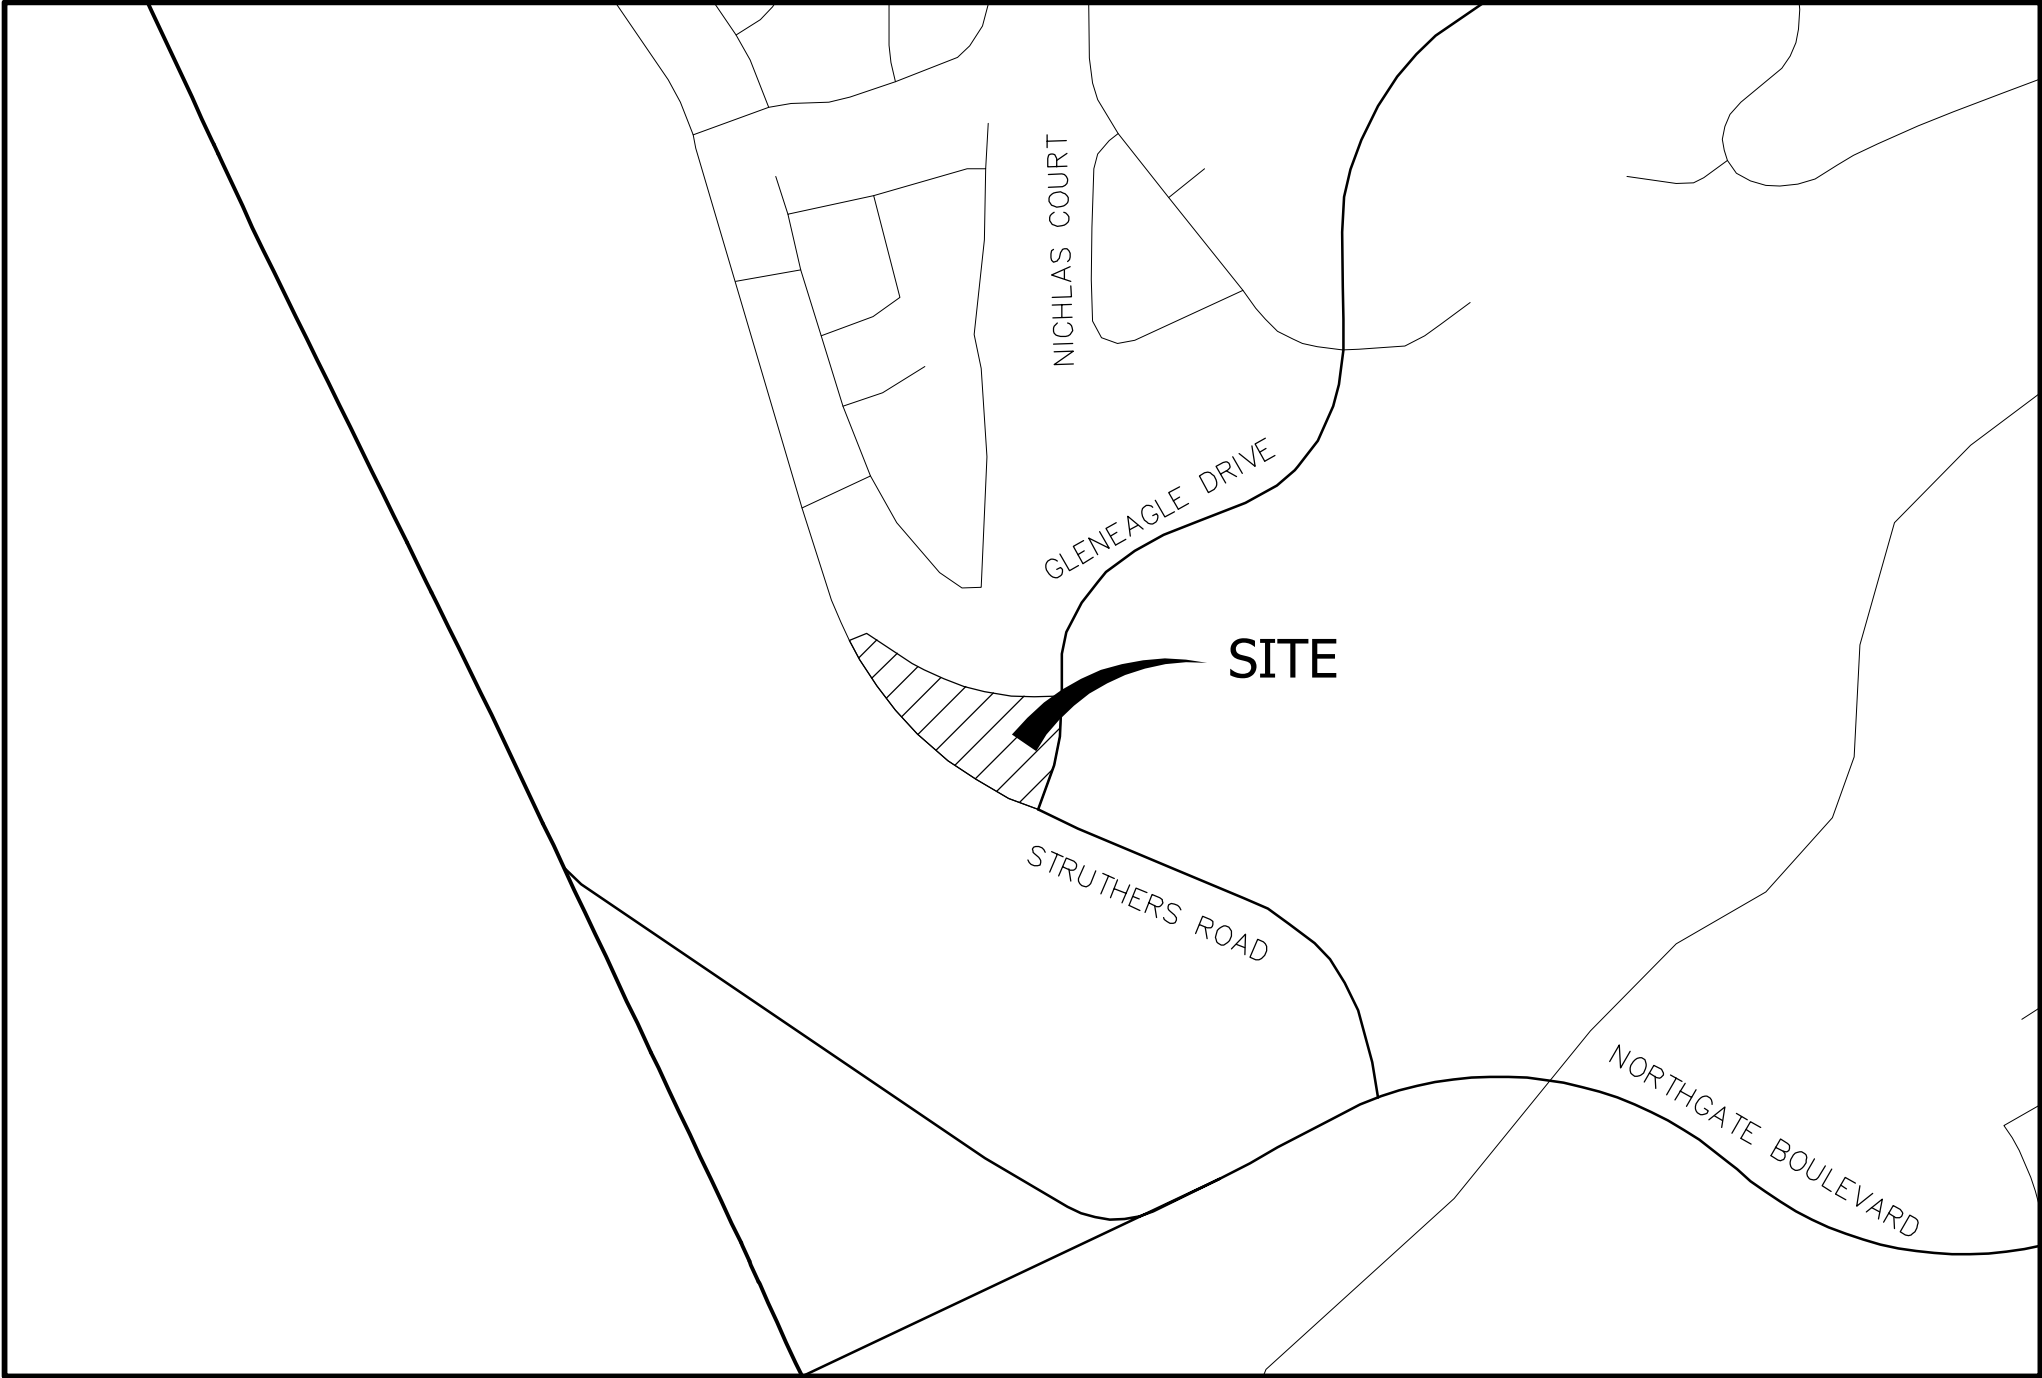 NICHLAS COURT
GLENEAGLE DRIVE
SITE
STRUTHERS ROAD
NORTHGATE BOULEVARD